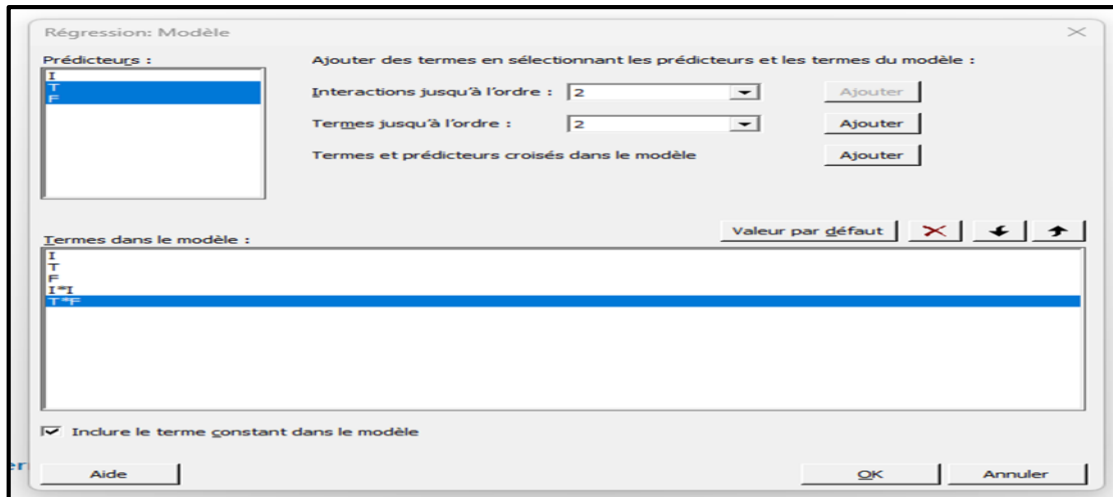 Régression: Modèle
Prédicteurs :
I
T
F
Ajouter des termes en sélectionnant les prédicteurs et les termes du modèle :
Interactions jusqu'à l'ordre : 2 Ajouter
Termes jusqu'à l'ordre : 2 Ajouter
Termes et prédicteurs croisés dans le modèle Ajouter
Termes dans le modèle : Valeur par défaut
I
T
F
I*I
T*F
Inclure le terme constant dans le modèle
er
Aide OK Annuler